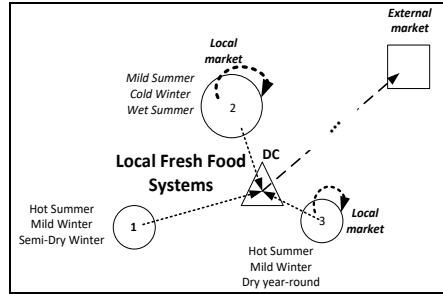 External
market
Local
market
Mild Summer
Cold Winter
Wet Summer
2
DC
Local Fresh Food
Systems
...
Hot Summer
Mild Winter
Semi-Dry Winter
1
3
Local
market
Hot Summer
Mild Winter
Dry year-round